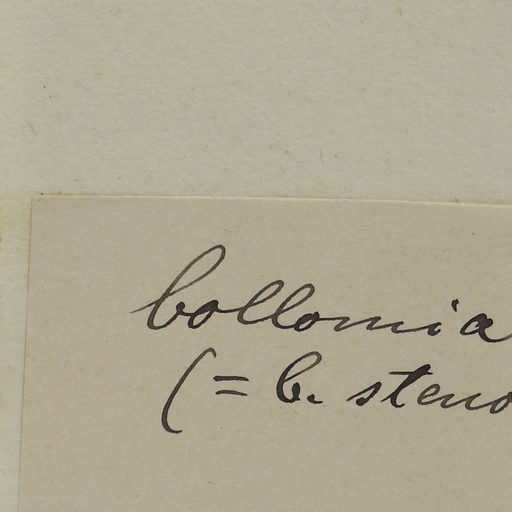 Collomia
(= C. steno